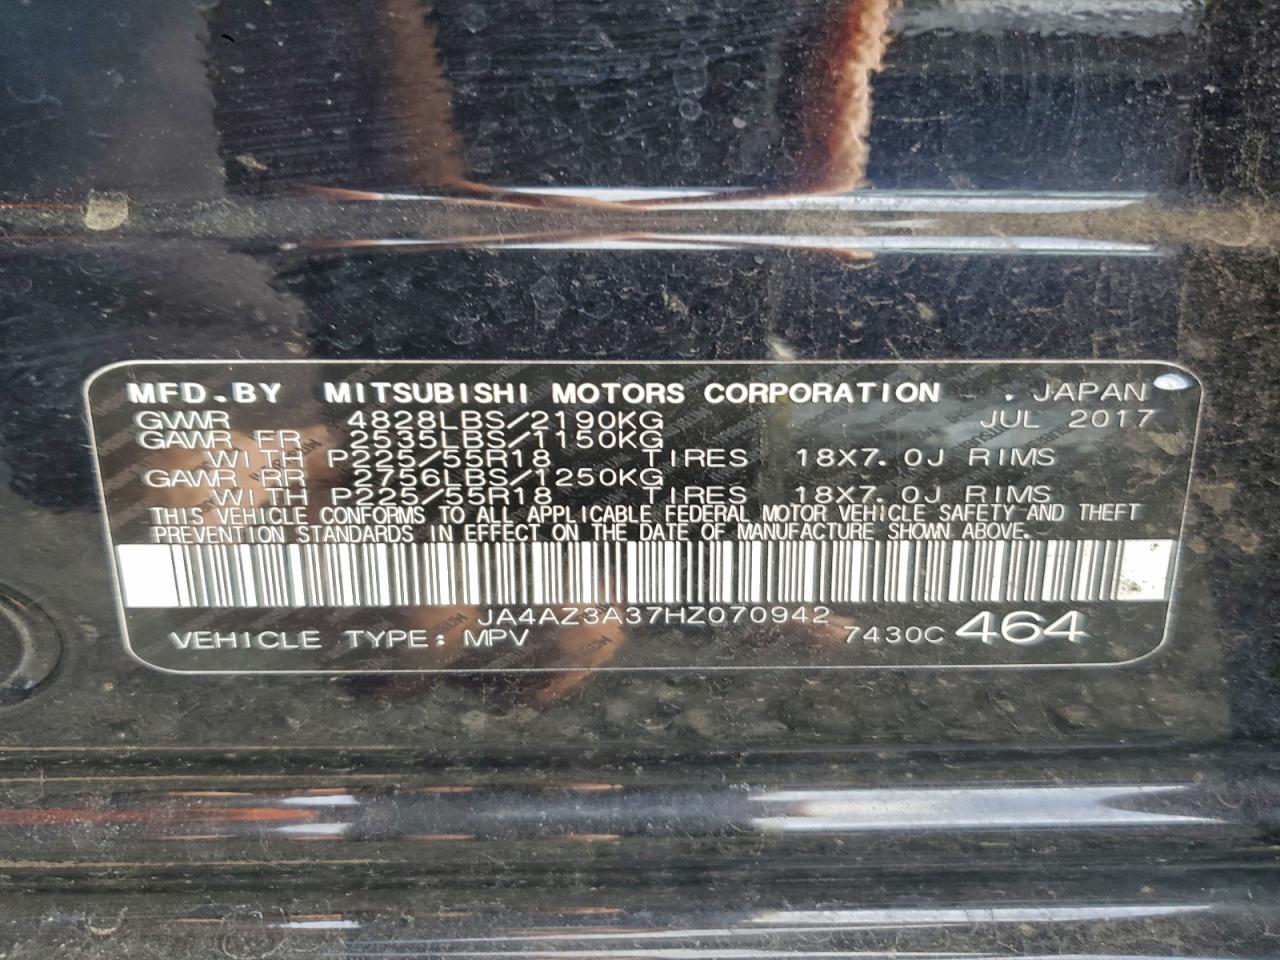 MFD.BY MITSUBISHI MOTORS CORPORATION . JAPAN
GVWR 4828LBS/2190KG JUL 2017
GAWR FR 2535LBS/1150KG
WITH P225/55R18 TIRES 18X7.0J RIMS
GAWR RR 2756LBS/1250KG
WITH P225/55R18 TIRES 18X7.0J RIMS
THIS VEHICLE CONFORMS TO ALL APPLICABLE FEDERAL MOTOR VEHICLE SAFETY AND THEFT
PREVENTION STANDARDS IN EFFECT ON THE DATE OF MANUFACTURE SHOWN ABOVE.
JA4AZ3A37HZ070942
VEHICLE TYPE: MPV 7430C 464